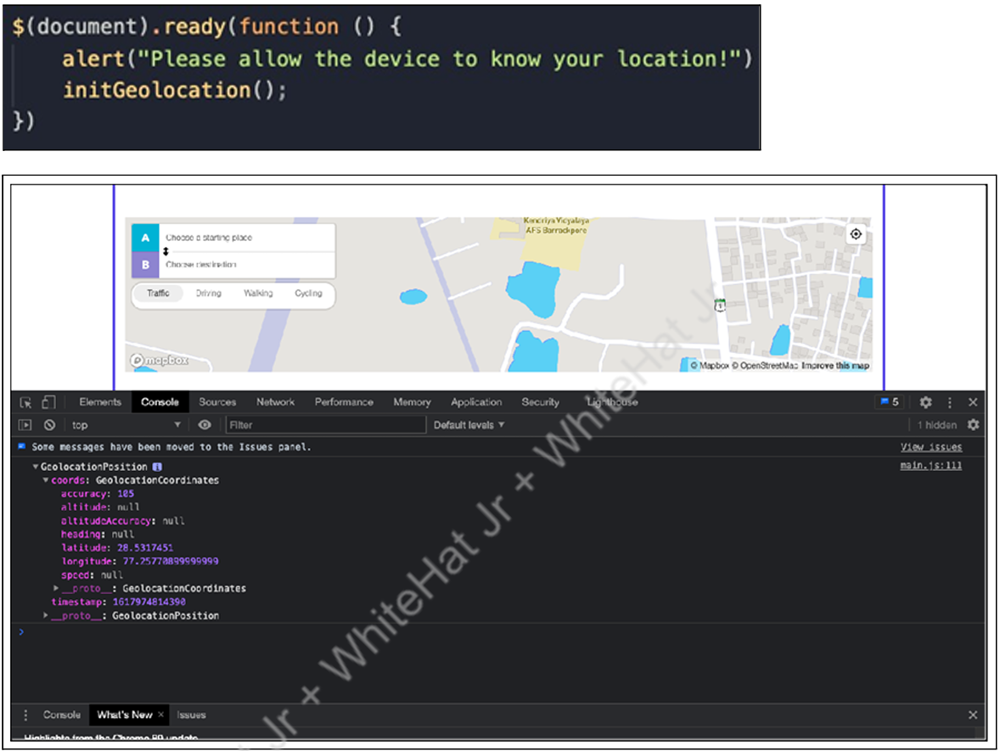 $(document).ready(function () {
alert("Please allow the device to know your location!")
initGeolocation();
})
Kendriya Vidyalaya
AFS Barrackpore
A Choose a starting place
B Choose destination
Traffic Driving Walking Cycling
1
mapbox
© Mapbox © OpenStreetMap Improve this map
Elements Console Sources Network Performance Memory Application Security Lighthouse 5
top Filter Default levels 1 hidden
Some messages have been moved to the Issues panel. View issues
GeolocationPosition i main.js:111
coords: GeolocationCoordinates
accuracy: 105
altitude: null
altitudeAccuracy: null
heading: null
latitude: 28.5317451
longitude: 77.25770899999999
speed: null
__proto__: GeolocationCoordinates
timestamp: 1617974814390
__proto__: GeolocationPosition
Console What's New Issues
Highlights from the Chrome 89 update
Jr + WhiteHat Jr + WhiteHat Jr